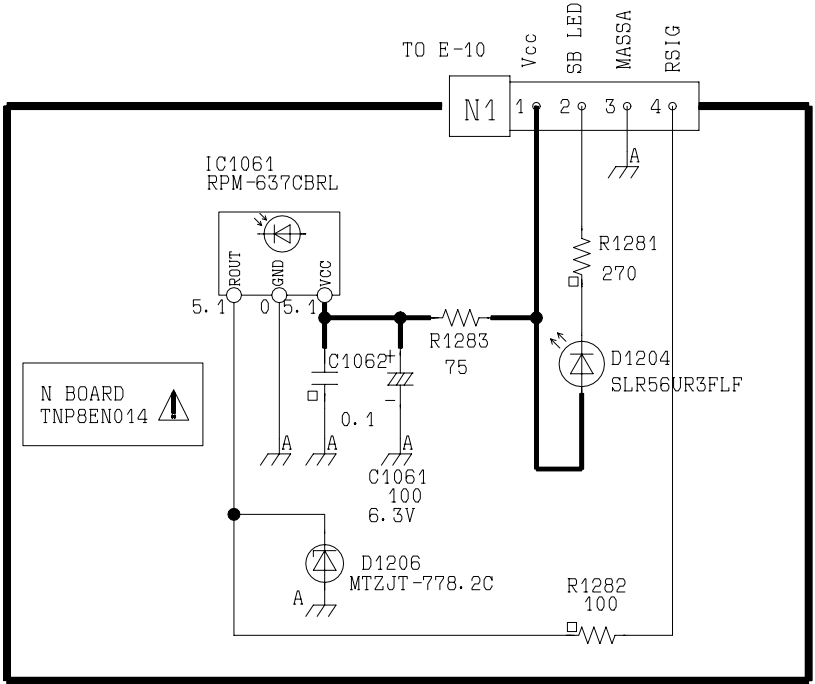 TO E-10
Vcc
SB LED
MASSA
RSIG
N1
1
2
3
4
A
IC1061
RPM-637CBRL
ROUT
GND
VCC
5.1
0
5.1
R1281
270
R1283
75
D1204
SLR56UR3FLF
C1062
+
-
0.1
N BOARD
TNP8EN014
!
A
A
A
C1061
100
6.3V
D1206
MTZJT-778.2C
A
R1282
100